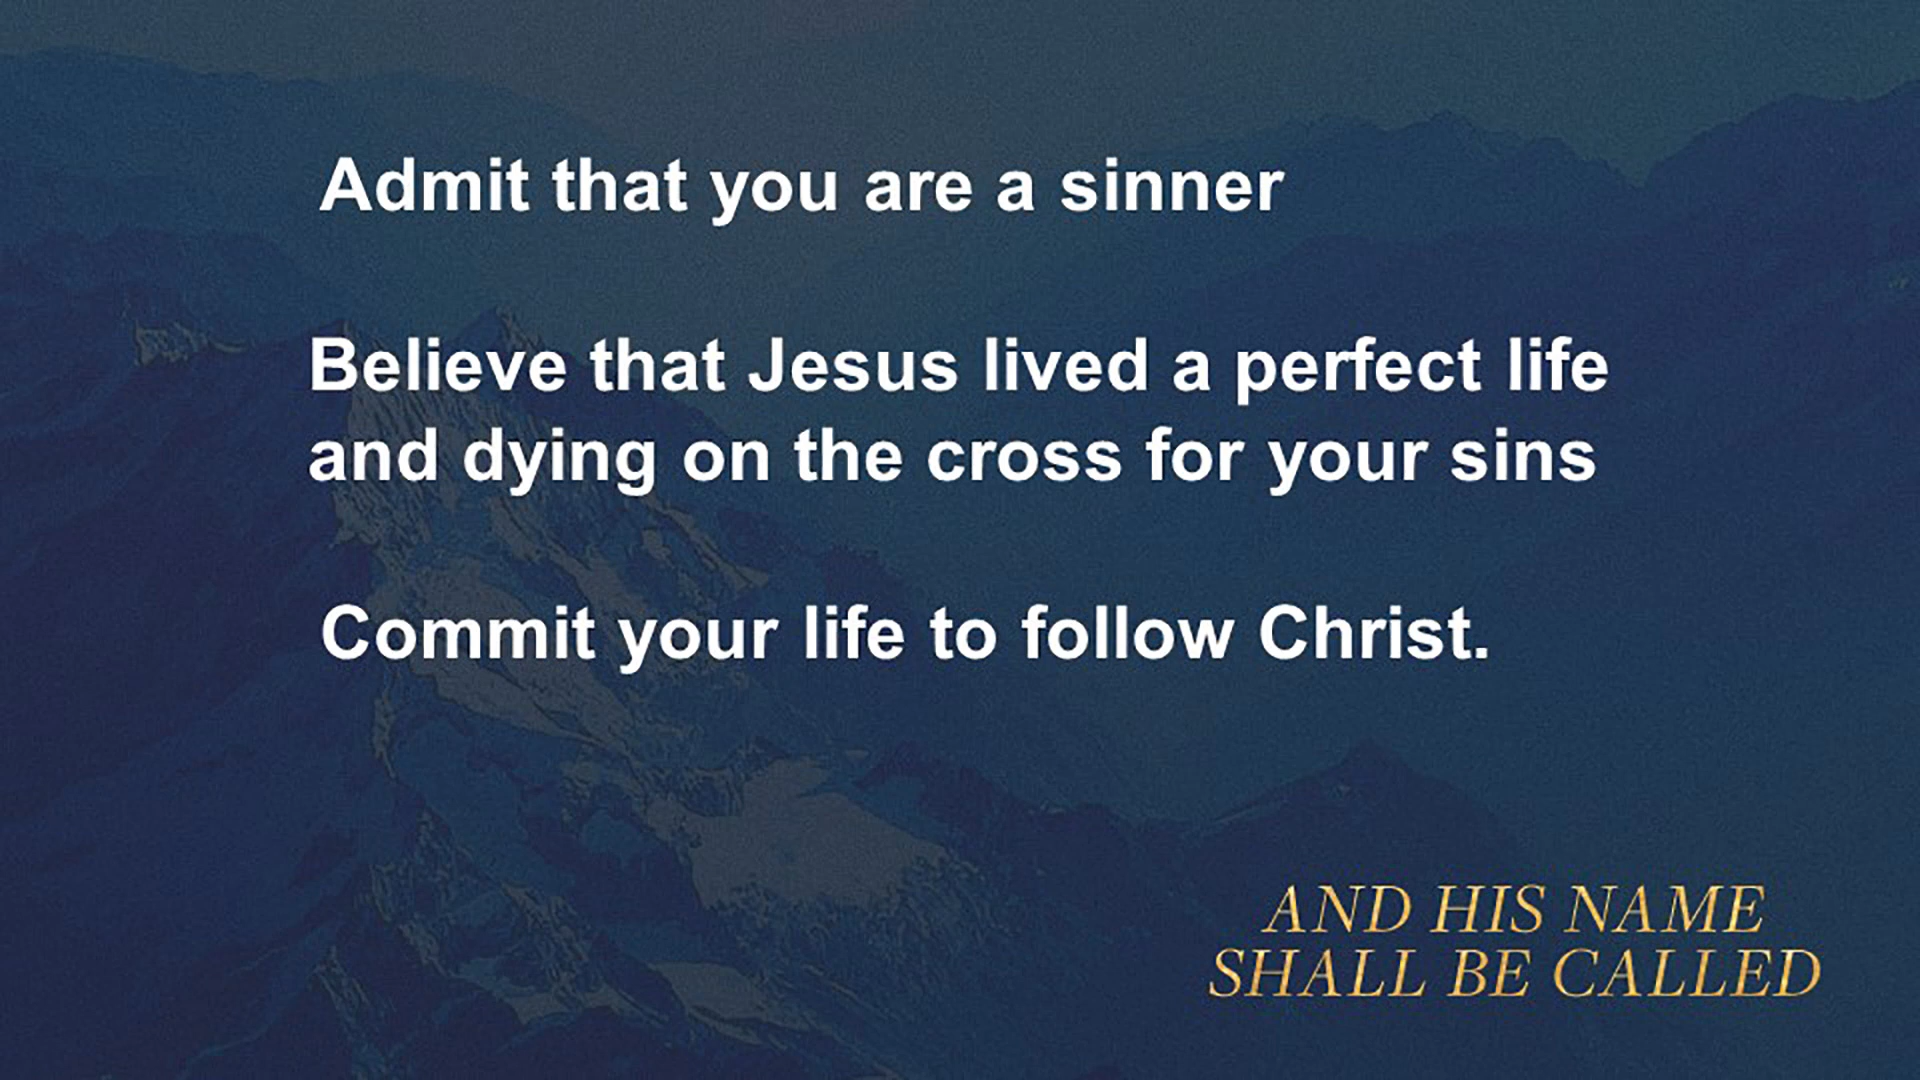 Admit that you are a sinner
Believe that Jesus lived a perfect life
and dying on the cross for your sins
Commit your life to follow Christ.
AND HIS NAME
SHALL BE CALLED